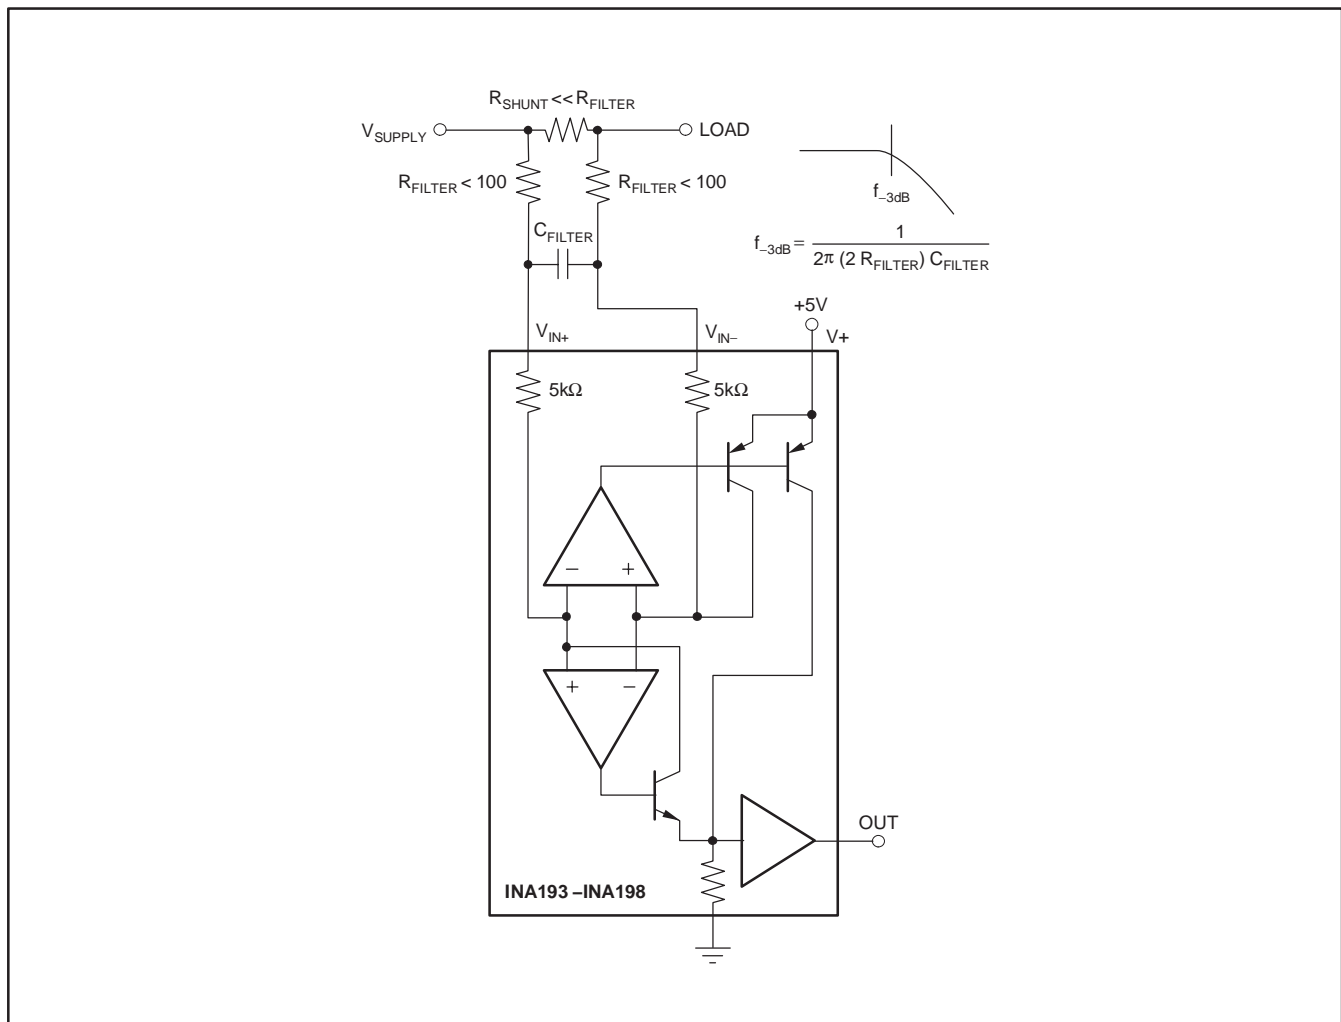 R_SHUNT << R_FILTER
V_SUPPLY
LOAD
R_FILTER < 100
R_FILTER < 100
f_–3dB
C_FILTER
f_–3dB = 1 / 2π (2 R_FILTER) C_FILTER
+5V
V_IN+
V_IN–
V+
5kΩ
5kΩ
– +
+ –
OUT
INA193 –INA198